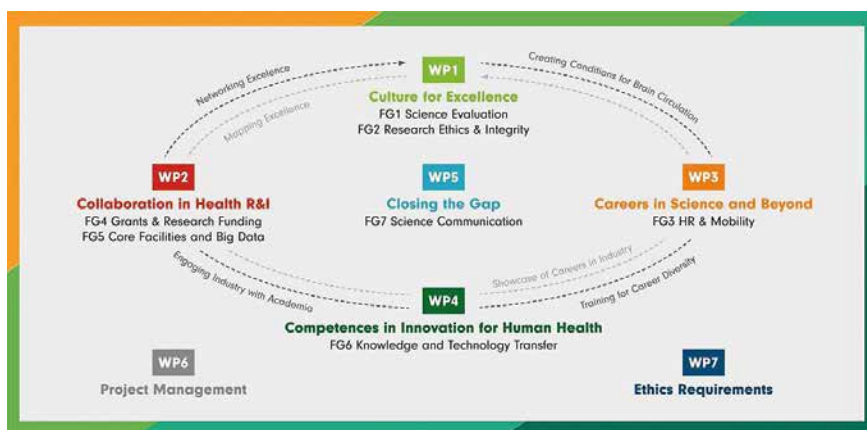 WP1
Culture for Excellence
FG1 Science Evaluation
FG2 Research Ethics & Integrity
Networking Excelence
Mapping Excellence
Creating Conditions for Brain Circulation
WP2
Collaboration in Health R&I
FG4 Grants & Research Funding
FG5 Core Facilities and Big Data
WP5
Closing the Gap
FG7 Science Communication
WP3
Careers in Science and Beyond
FG3 HR & Mobility
Engaging Industry with Academia
Showcase of Careers in Industry
Training for Career Diversity
WP4
Competences in Innovation for Human Health
FG6 Knowledge and Technology Transfer
WP6
Project Management
WP7
Ethics Requirements